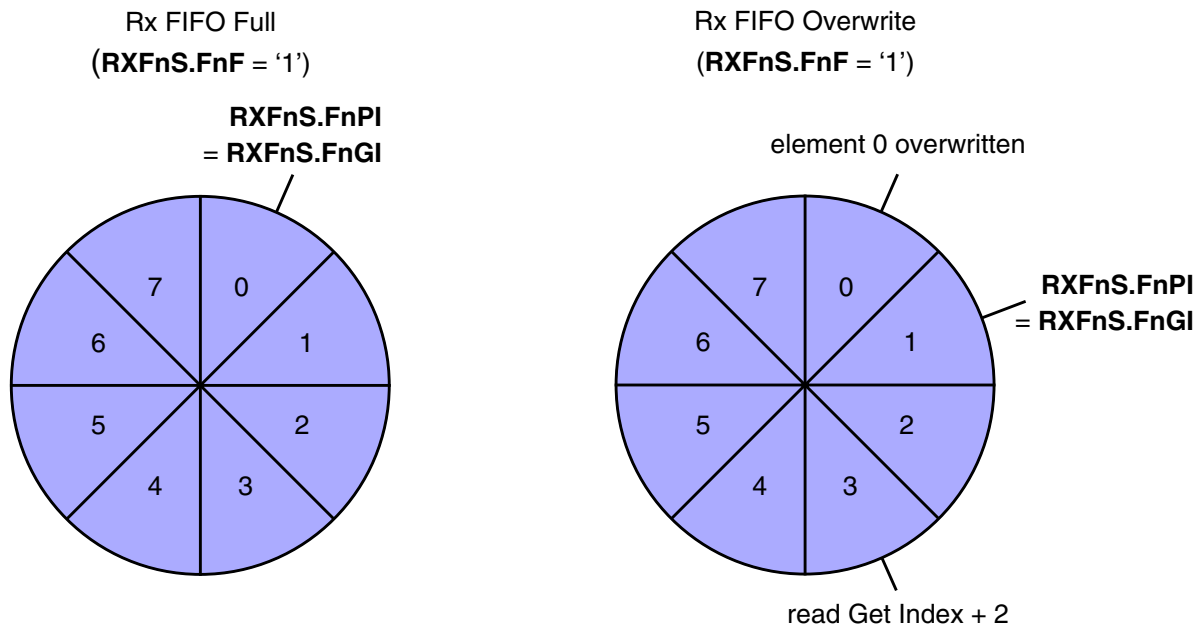 Rx FIFO Full
(RXFnS.FnF = ‘1’)
RXFnS.FnPI
= RXFnS.FnGI
7
0
6
1
5
2
4
3
Rx FIFO Overwrite
(RXFnS.FnF = ‘1’)
element 0 overwritten
RXFnS.FnPI
= RXFnS.FnGI
7
0
6
1
5
2
4
3
read Get Index + 2